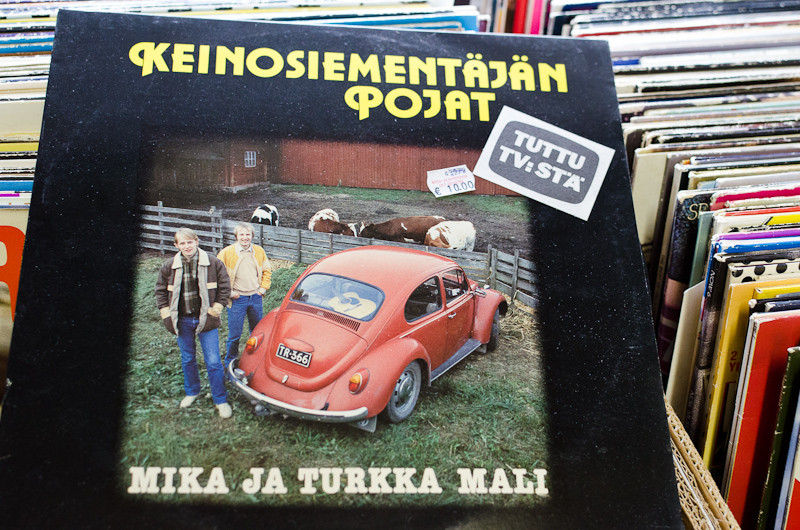 KEINOSIEMENTÄJÄN
POJAT
TUTTU
TV:STÄ
€ 10.00
TR-366
MIKA JA TURKKA MALI